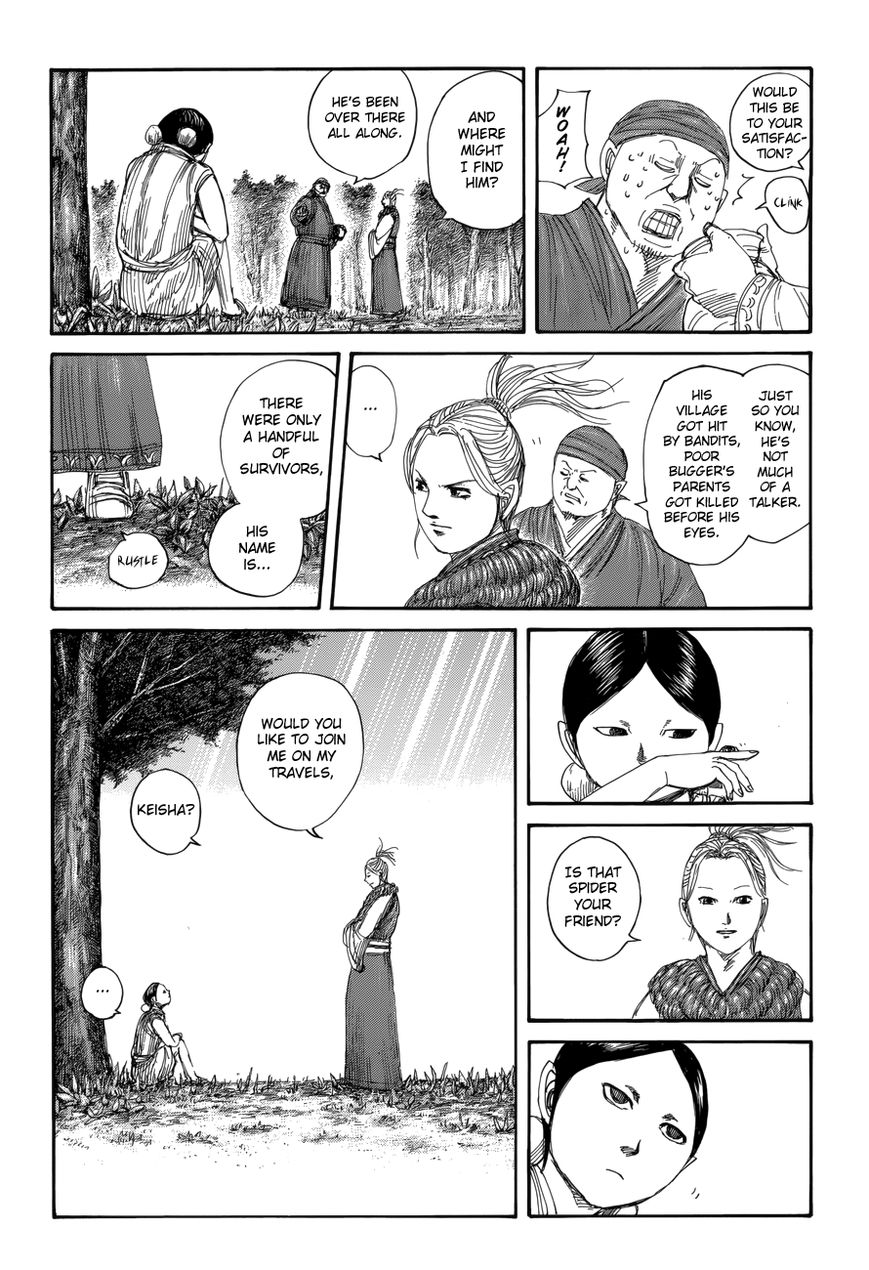 WOULD
THIS BE
TO YOUR
SATISFAC-
TION?
CLINK
WOAH!
AND
WHERE
MIGHT
I FIND
HIM?
HE'S BEEN
OVER THERE
ALL ALONG.
JUST
SO YOU
KNOW,
HE'S
NOT
MUCH
OF A
TALKER.
HIS
VILLAGE
GOT HIT
BY BANDITS,
POOR
BUGGER'S
PARENTS
GOT KILLED
BEFORE HIS
EYES.
...
THERE
WERE ONLY
A HANDFUL
OF
SURVIVORS,
HIS
NAME
IS...
RUSTLE
IS THAT
SPIDER
YOUR
FRIEND?
WOULD YOU
LIKE TO JOIN
ME ON MY
TRAVELS,
KEISHA?
...